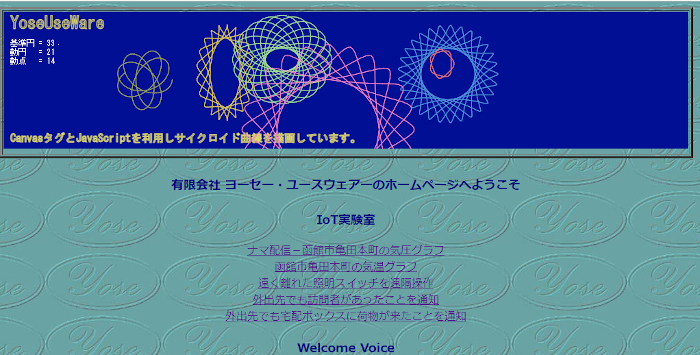 YoseUseWare
基準円 = 33.
動円 = 21
動点 = 14
CanvasタグとJavaScriptを利用しサイクロイド曲線を描画しています。
有限会社 ヨーセー・ユースウェアーのホームページへようこそ
IoT実験室
ナマ配信－函館市亀田本町の気圧グラフ
函館市亀田本町の気温グラフ
遠く離れた照明スイッチを遠隔操作
外出先でも訪問者があったことを通知
外出先でも宅配ボックスに荷物が来たことを通知
Welcome Voice